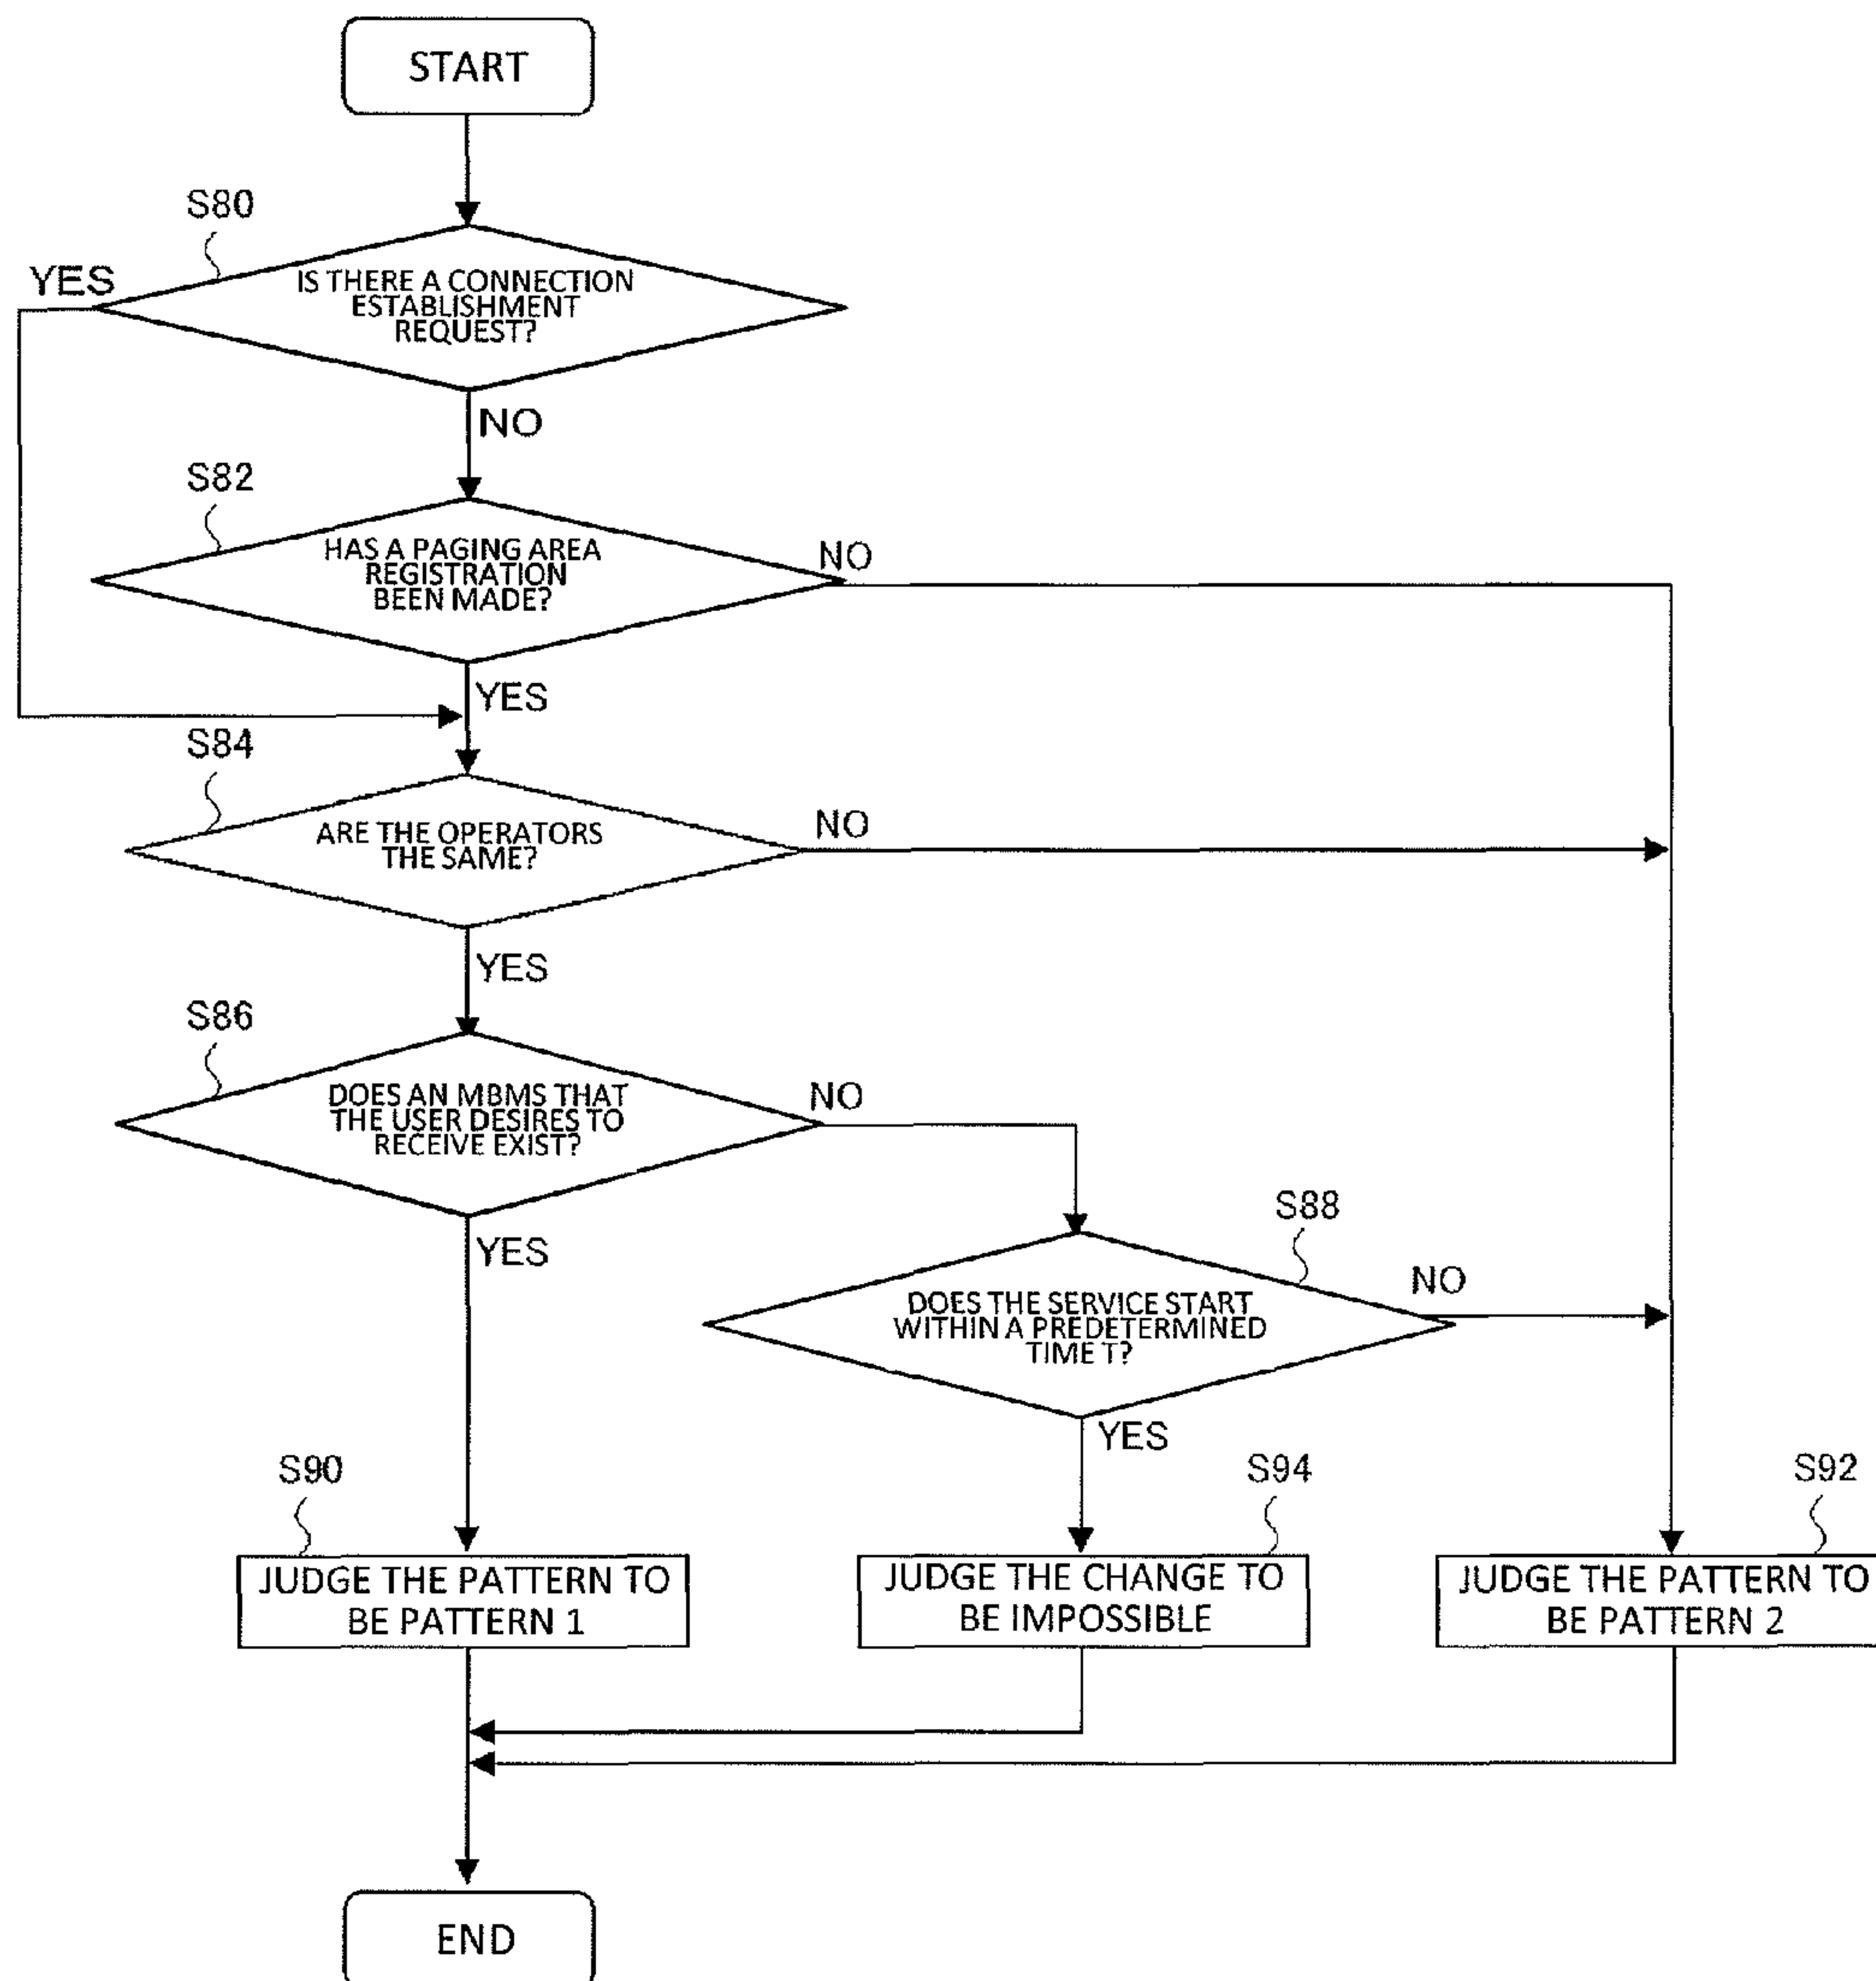 START
S80
YES
IS THERE A CONNECTION
ESTABLISHMENT
REQUEST?
NO
S82
HAS A PAGING AREA
REGISTRATION
BEEN MADE?
NO
YES
S84
ARE THE OPERATORS
THE SAME?
NO
YES
S86
DOES AN MBMS THAT
THE USER DESIRES TO
RECEIVE EXIST?
NO
YES
S88
DOES THE SERVICE START
WITHIN A PREDETERMINED
TIME T?
NO
YES
S90
JUDGE THE PATTERN TO
BE PATTERN 1
S94
JUDGE THE CHANGE TO
BE IMPOSSIBLE
S92
JUDGE THE PATTERN TO
BE PATTERN 2
END